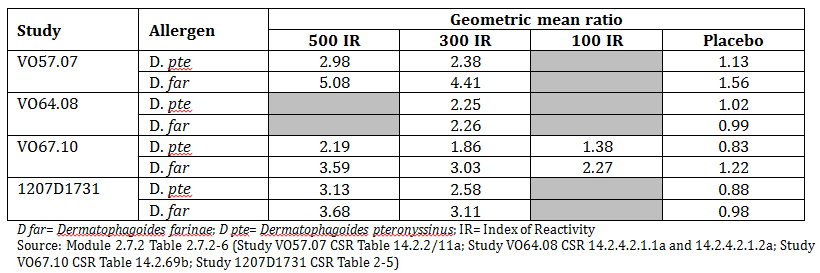 Study Allergen Geometric mean ratio
500 IR 300 IR 100 IR Placebo
VO57.07 D. pte 2.98 2.38 1.13
D. far 5.08 4.41 1.56
VO64.08 D. pte 2.25 1.02
D. far 2.26 0.99
VO67.10 D. pte 2.19 1.86 1.38 0.83
D. far 3.59 3.03 2.27 1.22
1207D1731 D. pte 3.13 2.58 0.88
D. far 3.68 3.11 0.98
D far= Dermatophagoides farinae; D pte= Dermatophagoides pteronyssinus; IR= Index of Reactivity
Source: Module 2.7.2 Table 2.7.2-6 (Study VO57.07 CSR Table 14.2.2/11a; Study VO64.08 CSR 14.2.4.2.1.1a and 14.2.4.2.1.2a; Study
VO67.10 CSR Table 14.2.69b; Study 1207D1731 CSR Table 2-5)